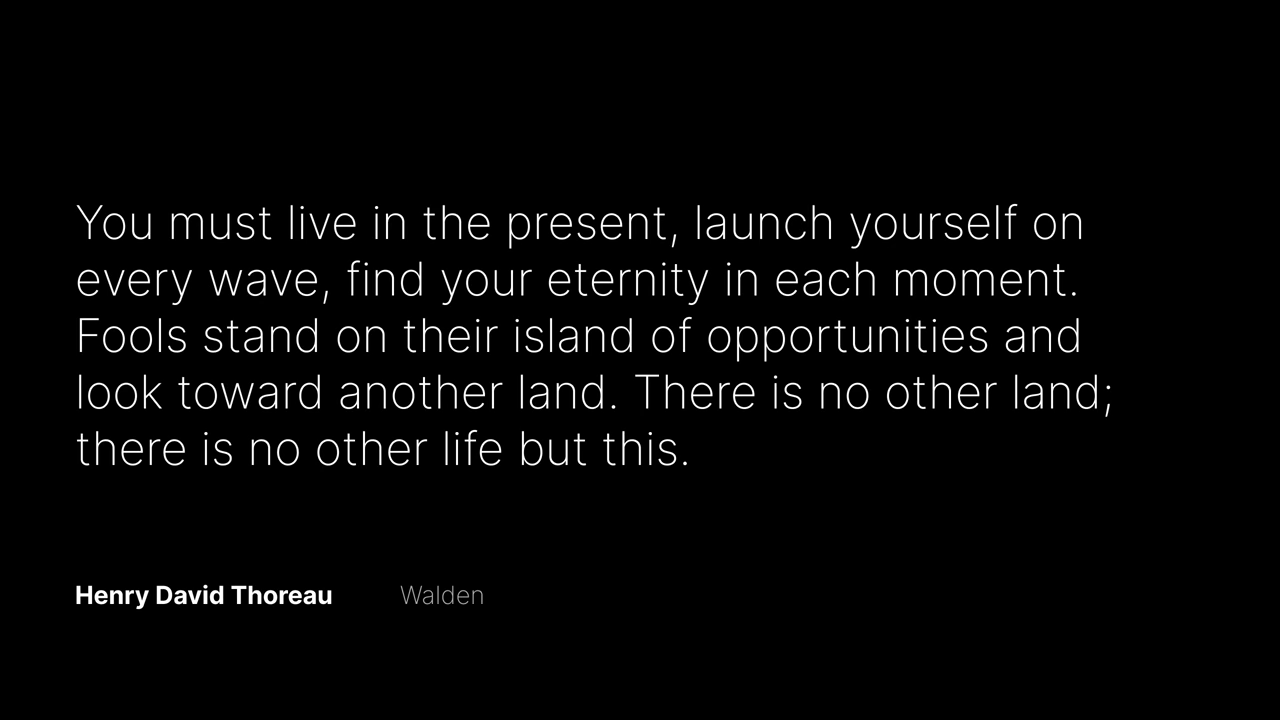 You must live in the present, launch yourself on
every wave, find your eternity in each moment.
Fools stand on their island of opportunities and
look toward another land. There is no other land;
there is no other life but this.
Henry David Thoreau Walden